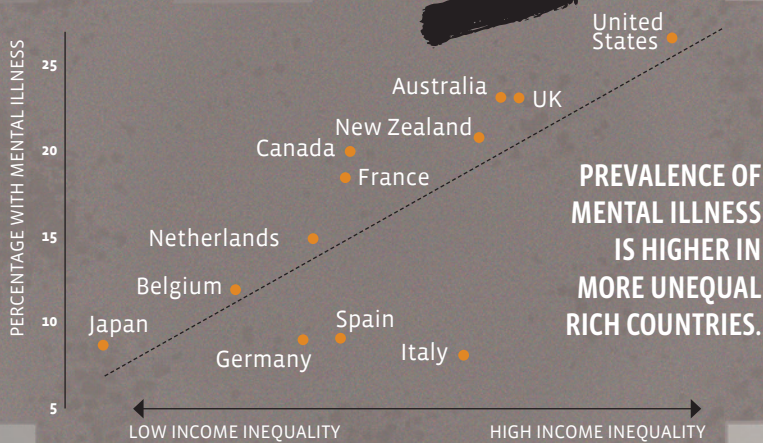 United
States
25
Australia
UK
New Zealand
20
Canada
France
PREVALENCE OF
MENTAL ILLNESS
IS HIGHER IN
MORE UNEQUAL
RICH COUNTRIES.
PERCENTAGE WITH MENTAL ILLNESS
15
Netherlands
Belgium
10
Japan
Spain
Germany
Italy
5
LOW INCOME INEQUALITY
HIGH INCOME INEQUALITY